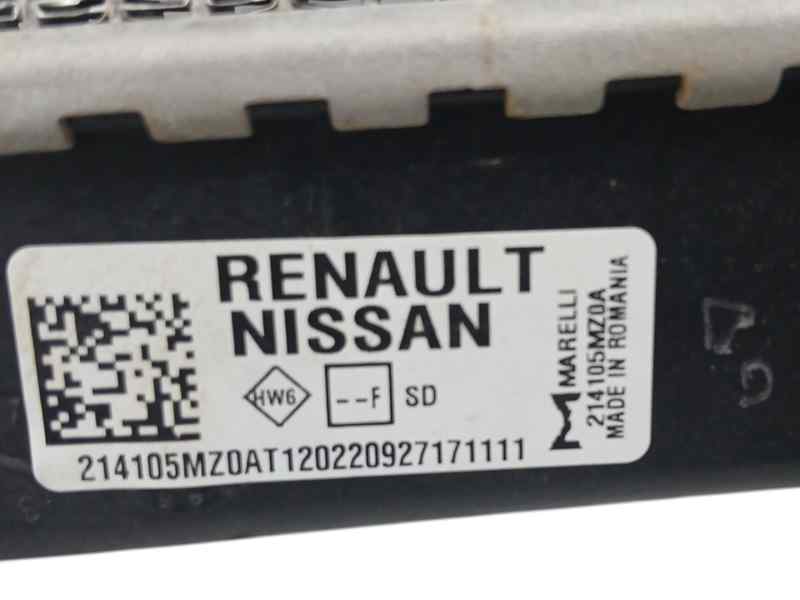 RENAULT
NISSAN
HW6
--F
SD
214105MZ0AT120220927171111
MARELLI
214105MZ0A
MADE IN ROMANIA